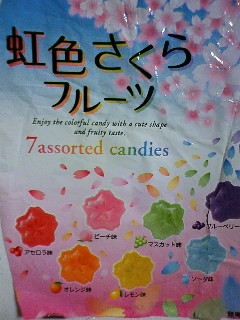 虹色さくら
フルーツ
Enjoy the colorful candy with a cute shape
and fruity taste.
7assorted candies
ブルーベリー
ピーチ味
マスカット味
アセロラ味
ソーダ味
オレンジ味
レモン味